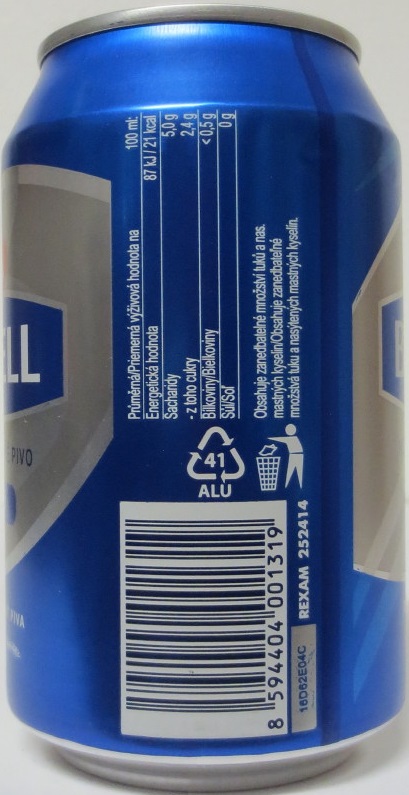 Průměrná/Priemerná výživová hodnota na 100 ml:
Energetická hodnota 87 kJ / 21 kcal
Sacharidy 5,0 g
- z toho cukry 2,4 g
Bílkoviny/Bielkoviny < 0,5 g
Sůl/Soľ 0 g
Obsahuje zanedbatelné množství tuků a nas.
mastných kyselin/Obsahuje zanedbateľné
množstvá tuku a nasýtených mastných kyselín.
ELL
PIVO
PIVA
41
ALU
8 594404 001319
REXAM 252414
16D62E04C